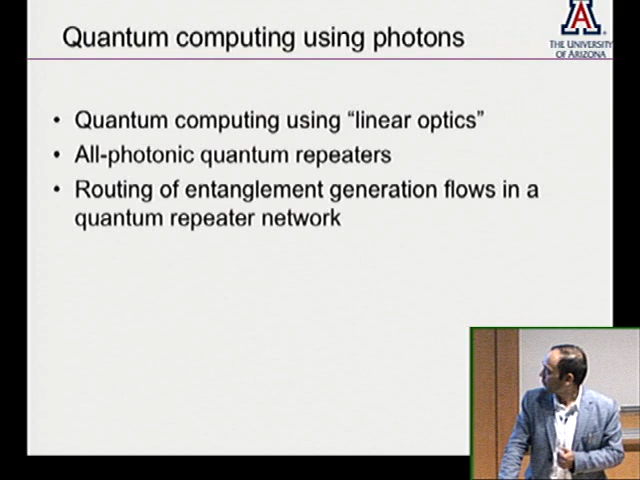 Quantum computing using photons
A
THE UNIVERSITY
OF ARIZONA
• Quantum computing using “linear optics”
• All-photonic quantum repeaters
• Routing of entanglement generation flows in a
quantum repeater network